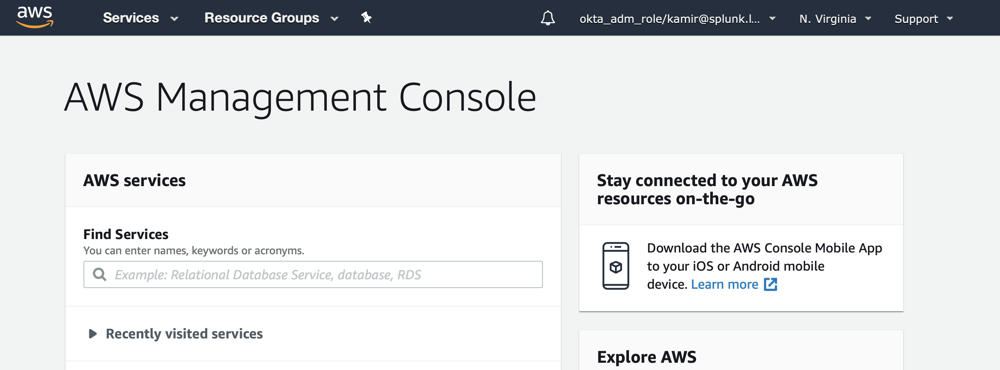 aws
Services
Resource Groups
okta_adm_role/kamir@splunk.l...
N. Virginia
Support
AWS Management Console
AWS services
Find Services
You can enter names, keywords or acronyms.
Example: Relational Database Service, database, RDS
Recently visited services
Stay connected to your AWS
resources on-the-go
Download the AWS Console Mobile App
to your iOS or Android mobile
device. Learn more
Explore AWS